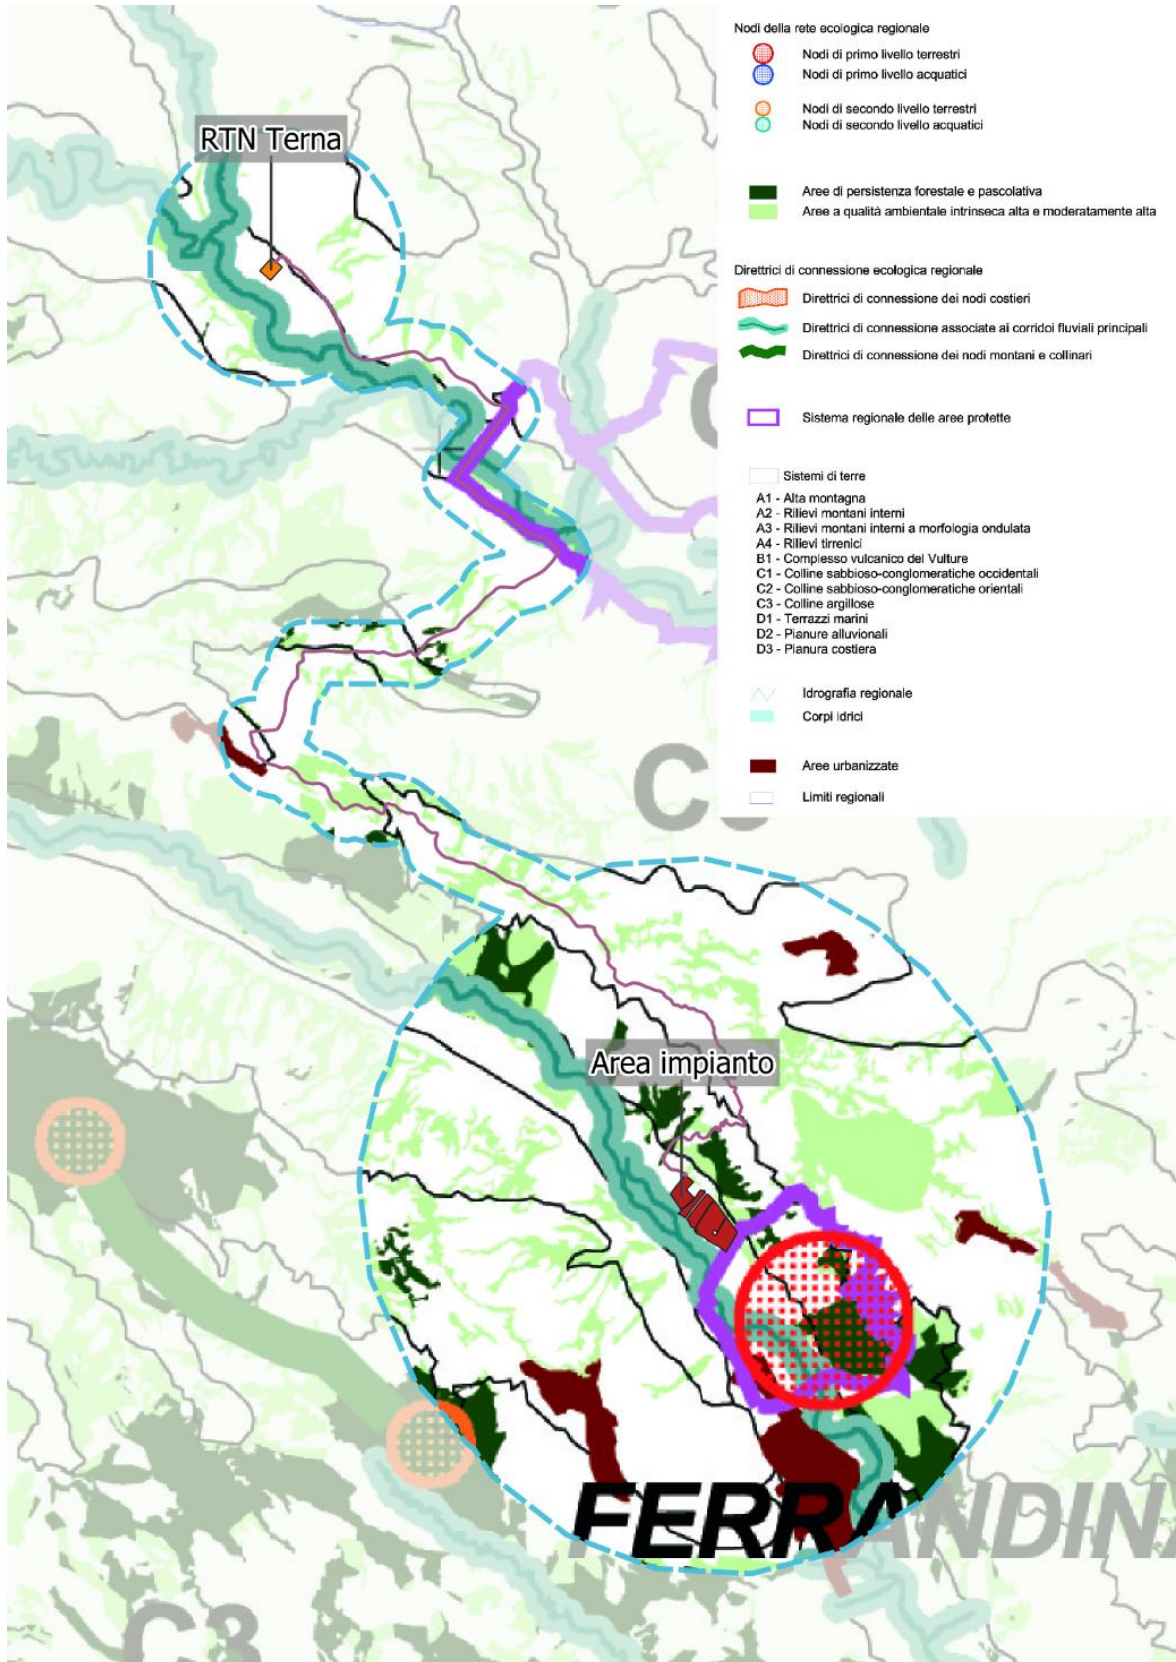 Nodi della rete ecologica regionale
Nodi di primo livello terrestri
Nodi di primo livello acquatici
Nodi di secondo livello terrestri
Nodi di secondo livello acquatici
Aree di persistenza forestale e pascolativa
Aree a qualità ambientale intrinseca alta e moderatamente alta
Direttrici di connessione ecologica regionale
Direttrici di connessione dei nodi costieri
Direttrici di connessione associate ai corridoi fluviali principali
Direttrici di connessione dei nodi montani e collinari
Sistema regionale delle aree protette
Sistemi di terre
A1 - Alta montagna
A2 - Rilievi montani interni
A3 - Rilievi montani interni a morfologia ondulata
A4 - Rilievi tirrenici
B1 - Complesso vulcanico del Vulture
C1 - Colline sabbioso-conglomeratiche occidentali
C2 - Colline sabbioso-conglomeratiche orientali
C3 - Colline argillose
D1 - Terrazzi marini
D2 - Pianure alluvionali
D3 - Pianura costiera
Idrografia regionale
Corpi idrici
Aree urbanizzate
Limiti regionali
RTN Terna
Area impianto
FERRANDINA
C3